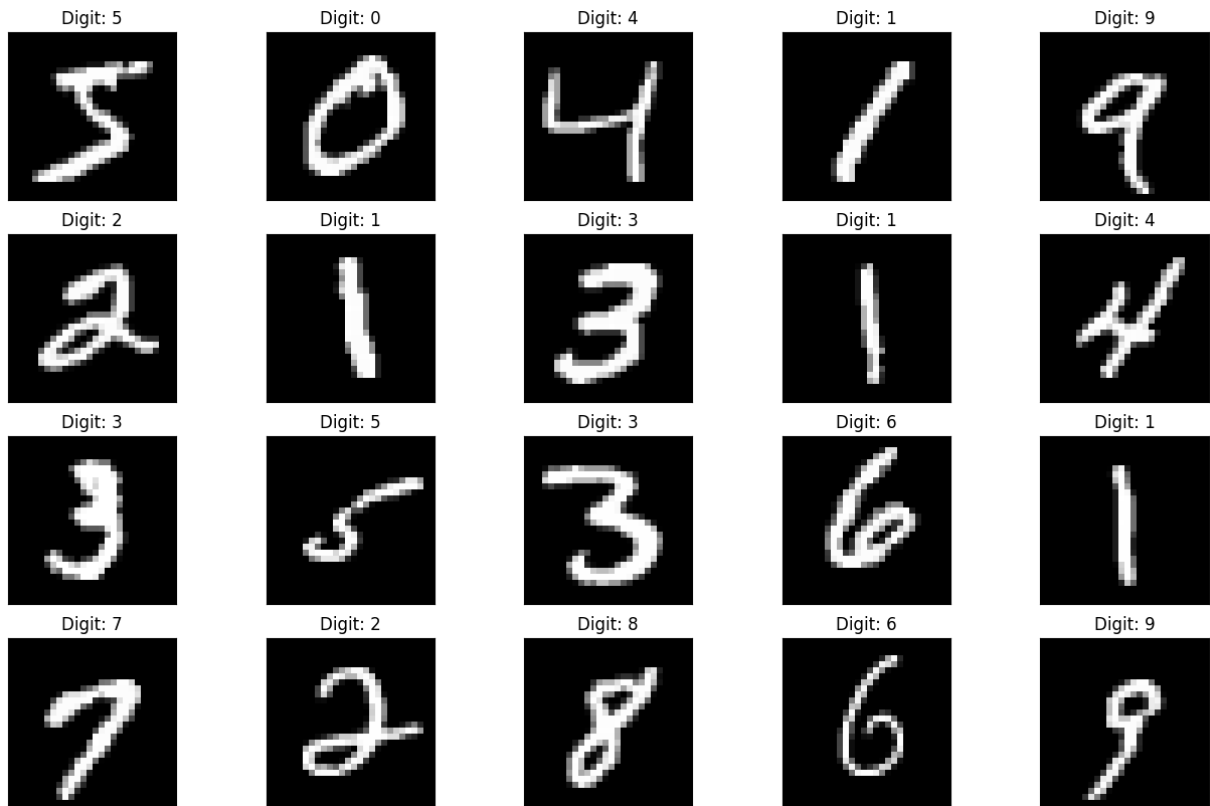 Digit: 5 Digit: 0 Digit: 4 Digit: 1 Digit: 9
5 0 4 1 9
Digit: 2 Digit: 1 Digit: 3 Digit: 1 Digit: 4
2 1 3 1 4
Digit: 3 Digit: 5 Digit: 3 Digit: 6 Digit: 1
3 5 3 6 1
Digit: 7 Digit: 2 Digit: 8 Digit: 6 Digit: 9
7 2 8 6 9